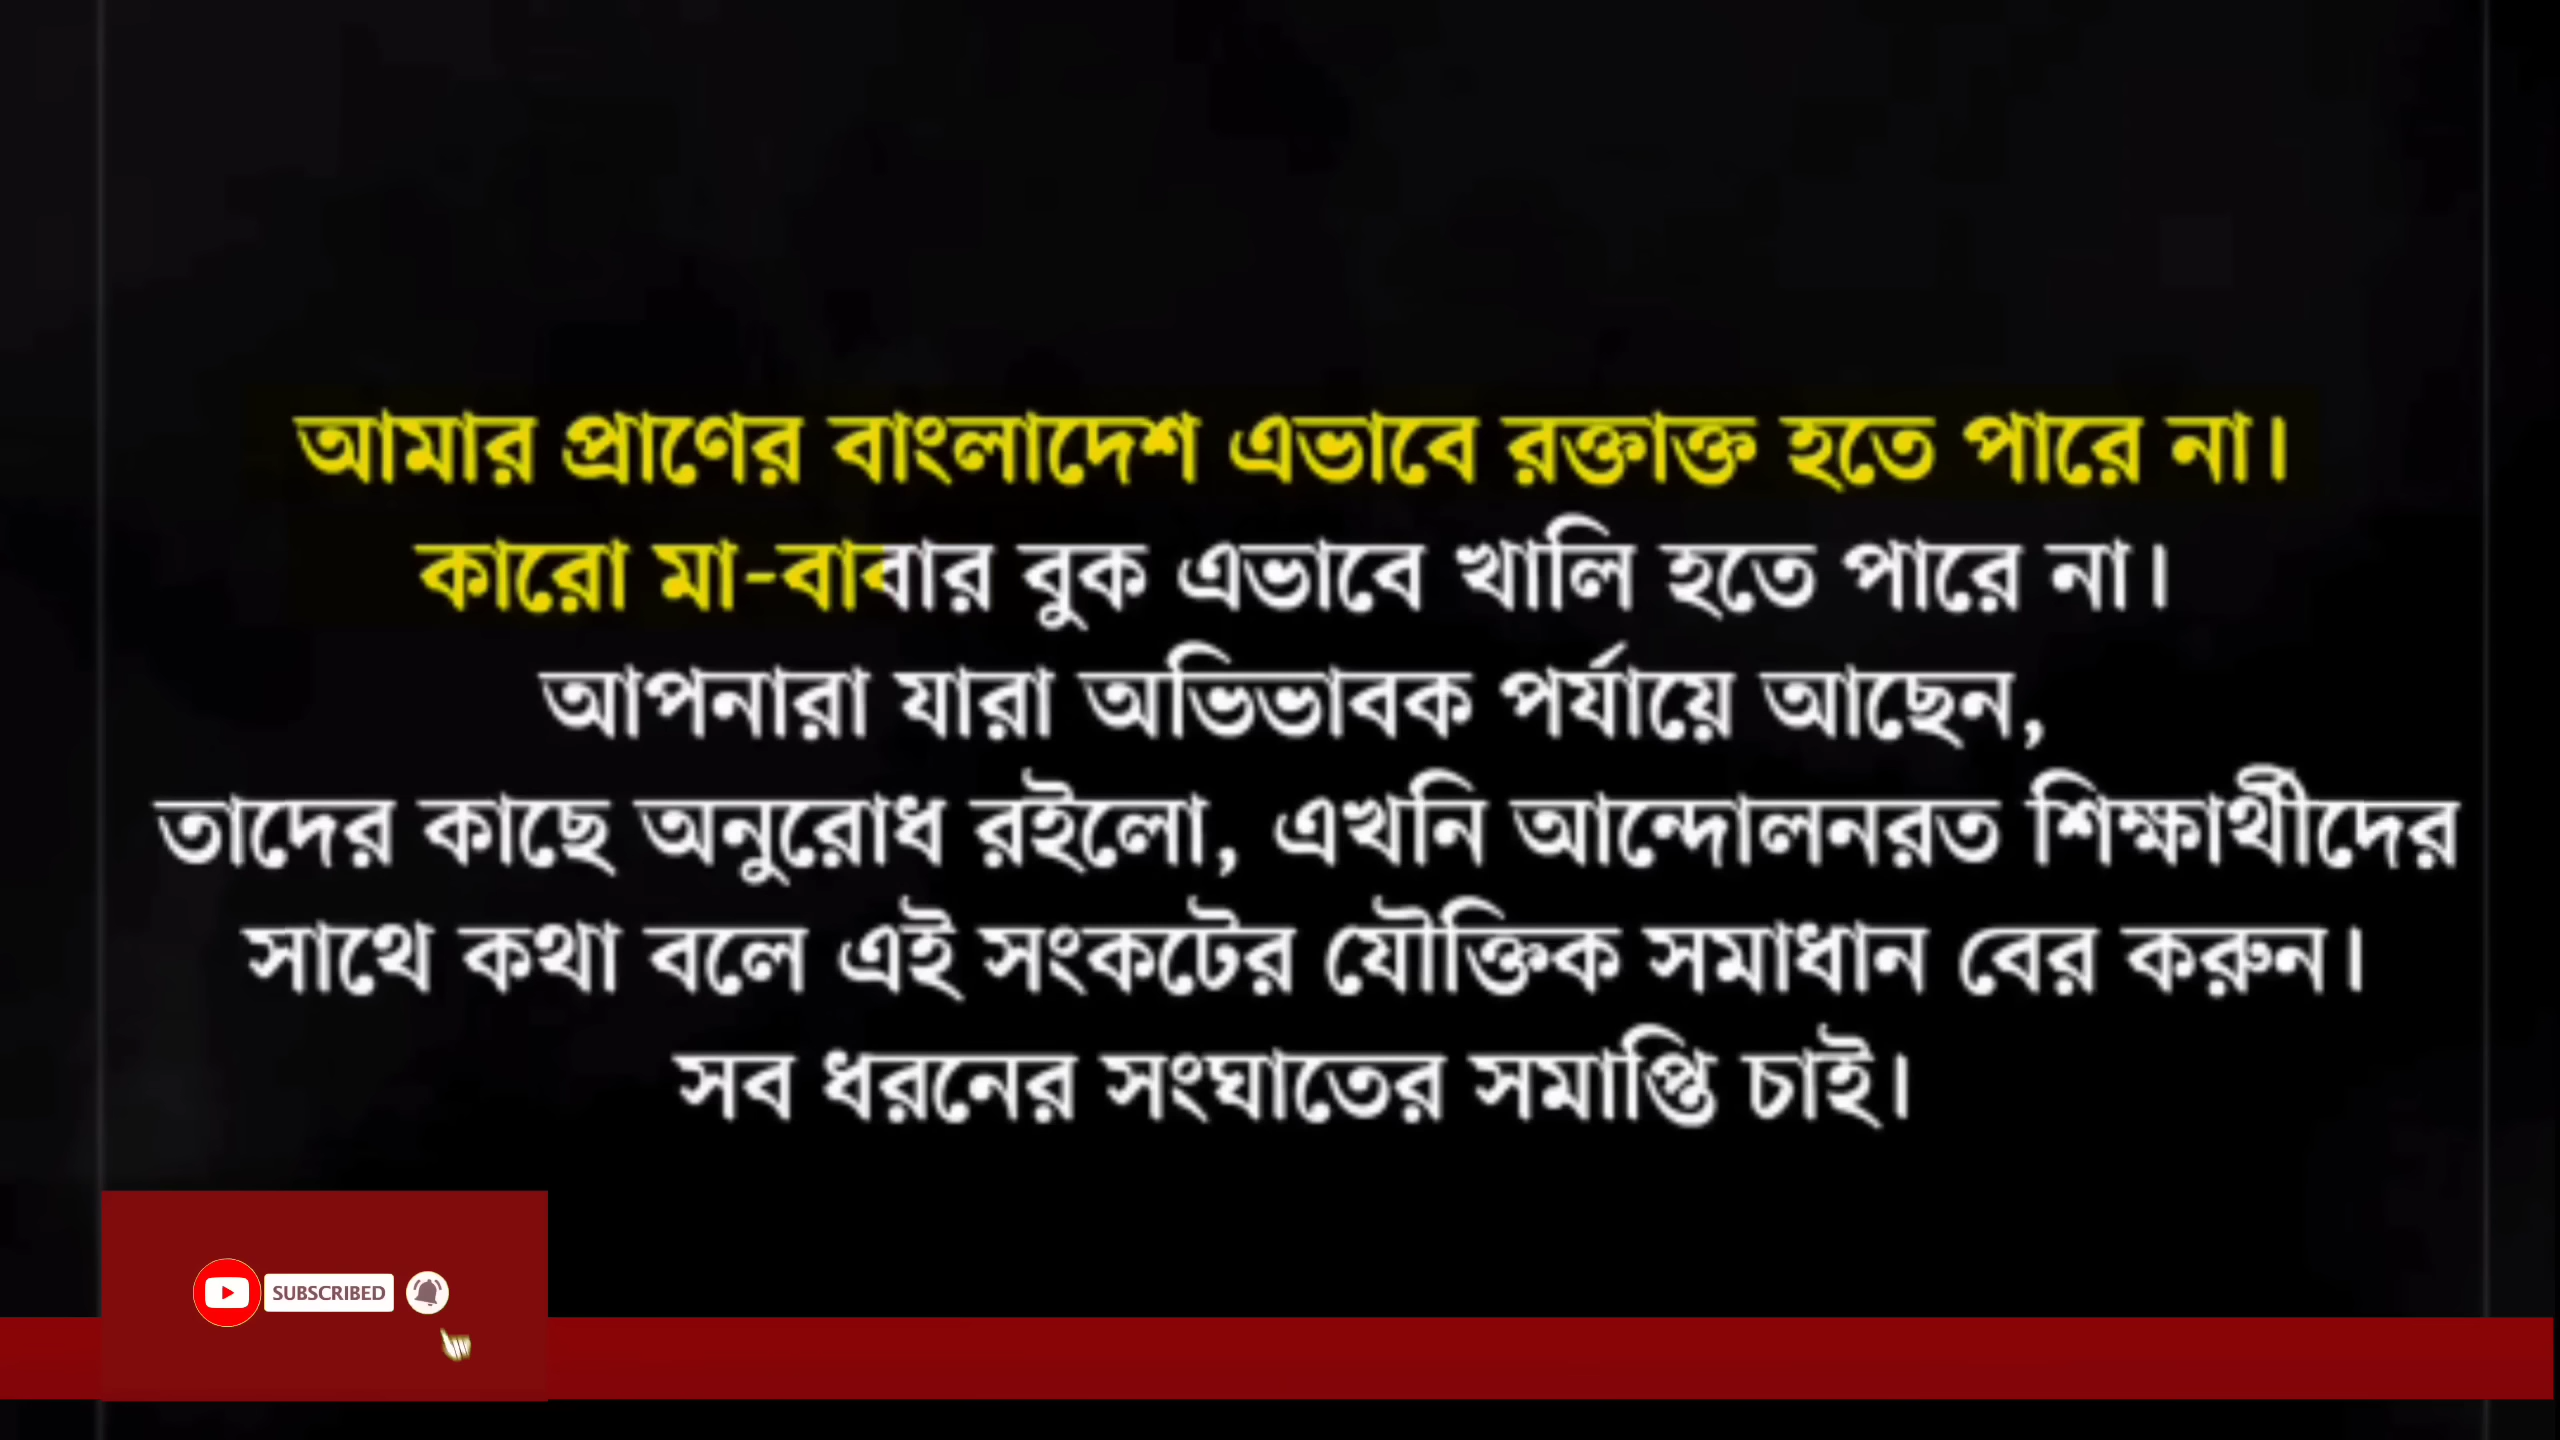 আমার প্রাণের বাংলাদেশ এভাবে রক্তাক্ত হতে পারে না।
কারো মা-বাবার বুক এভাবে খালি হতে পারে না।
আপনারা যারা অভিভাবক পর্যায়ে আছেন,
তাদের কাছে অনুরোধ রইলো, এখনি আন্দোলনরত শিক্ষার্থীদের
সাথে কথা বলে এই সংকটের যৌক্তিক সমাধান বের করুন।
সব ধরনের সংঘাতের সমাপ্তি চাই।
SUBSCRIBED